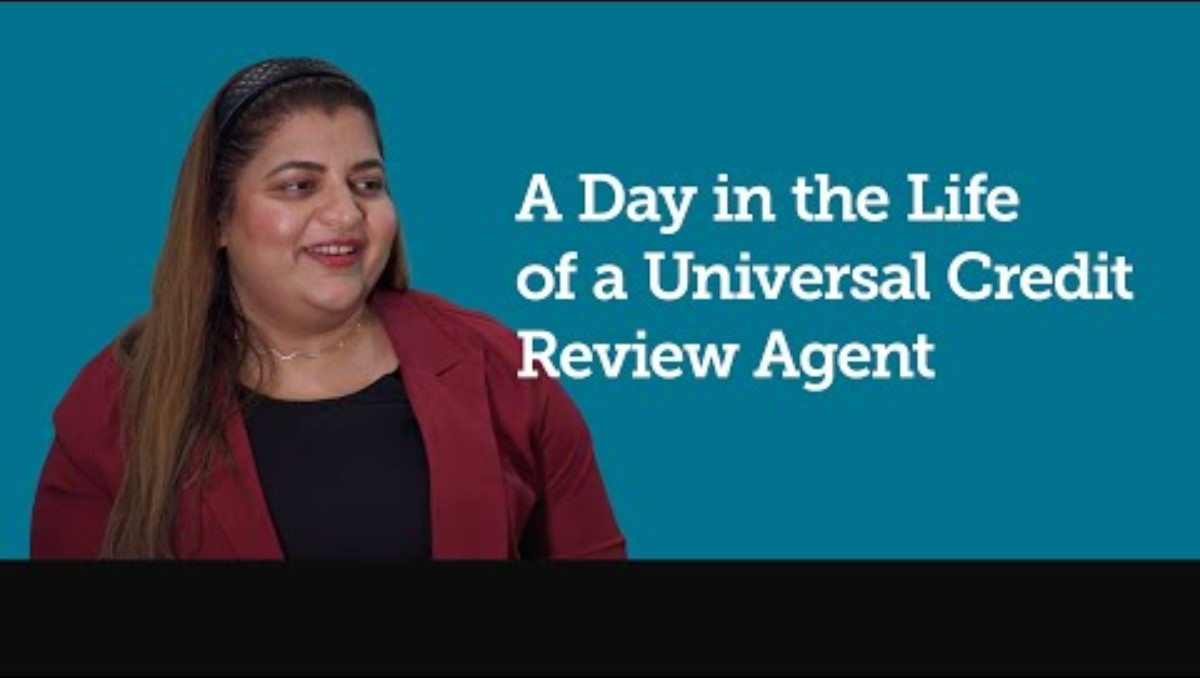 A Day in the Life
of a Universal Credit
Review Agent